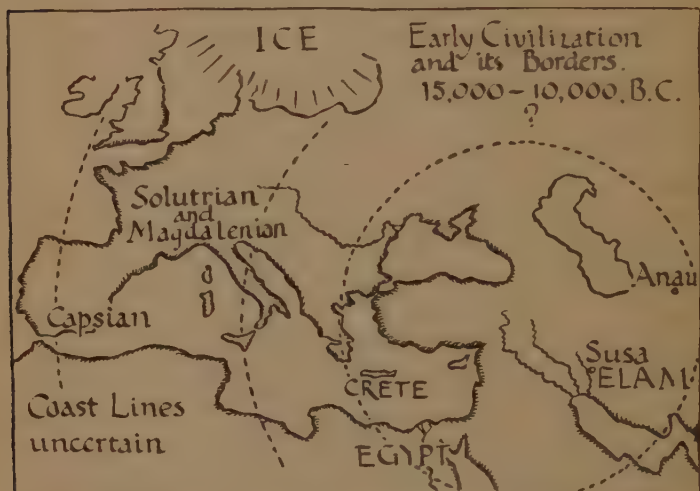 ICE
Early Civilization
and its Borders.
15,000–10,000, B.C.
?
Solutrian
and
Magdalenion
Anau
Capsian
Susa
ELAM
CRETE
Coast Lines
uncertain
EGYPT